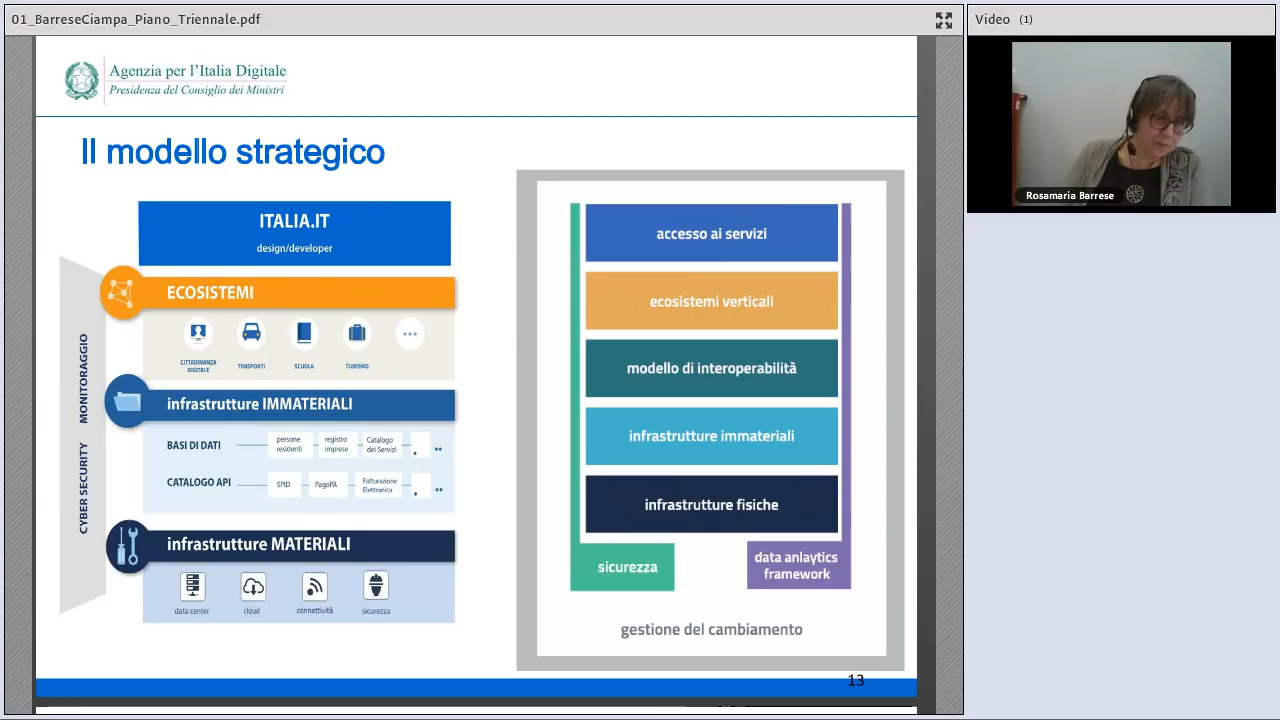 01_BarreseCiampa_Piano_Triennale.pdf
Video (1)
Rosamaria Barrese
Agenzia per l'Italia Digitale
Presidenza del Consiglio dei Ministri
Il modello strategico
ITALIA.IT
design/developer
ECOSISTEMI
CITTADINANZA
DIGITALE
TRASPORTI
SCUOLA
TURISMO
infrastrutture IMMATERIALI
BASI DI DATI
persone
residenti
registro
imprese
Catalogo
dei Servizi
CATALOGO API
SPID
PagoPA
Fatturazione
Elettronica
infrastrutture MATERIALI
data center
cloud
connettività
sicurezza
CYBER SECURITY MONITORAGGIO
accesso ai servizi
ecosistemi verticali
modello di interoperabilità
infrastrutture immateriali
infrastrutture fisiche
sicurezza
data anlaytics
framework
gestione del cambiamento
13